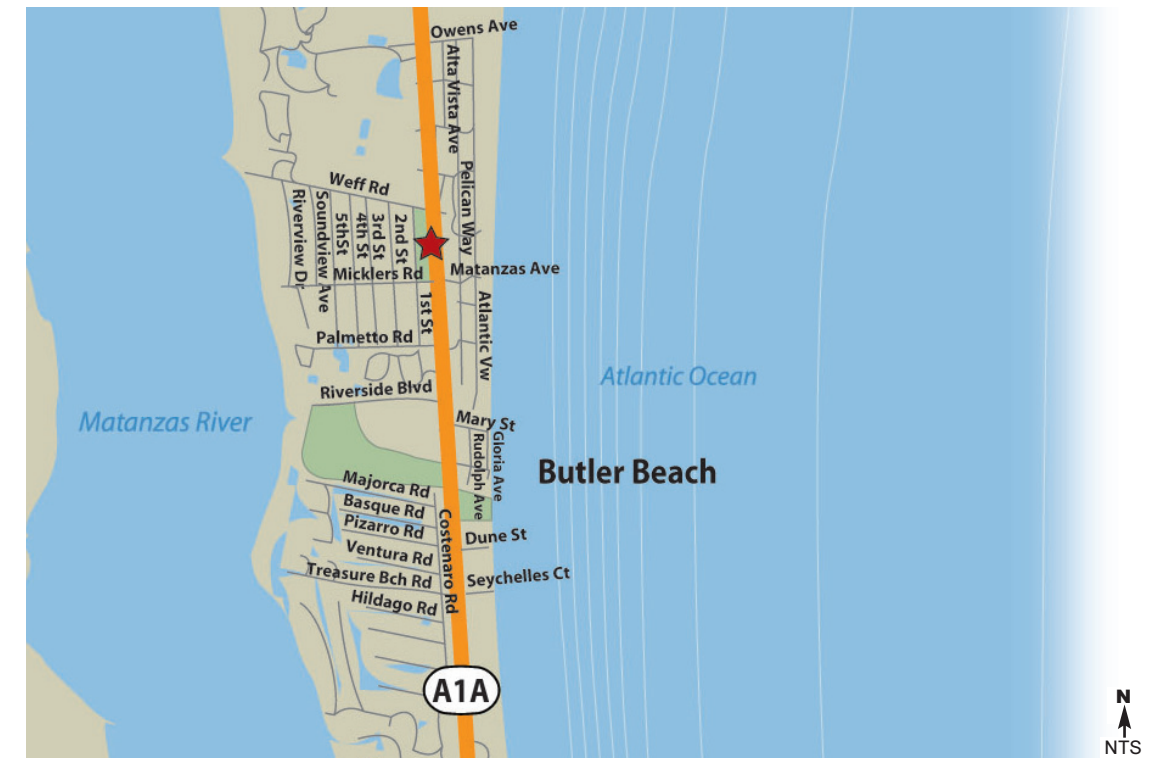 Owens Ave
Alta Vista Ave
Pelican Way
Weff Rd
Riverview Dr
Soundview Ave
5thSt
4th St
3rd St
2nd St
Micklers Rd
Matanzas Ave
1st St
Atlantic Vw
Palmetto Rd
Riverside Blvd
Atlantic Ocean
Matanzas River
Mary St
Rudolph Ave
Gloria Ave
Butler Beach
Majorca Rd
Basque Rd
Pizarro Rd
Costenaro Rd
Dune St
Ventura Rd
Treasure Bch Rd
Seychelles Ct
Hildago Rd
A1A
N
NTS